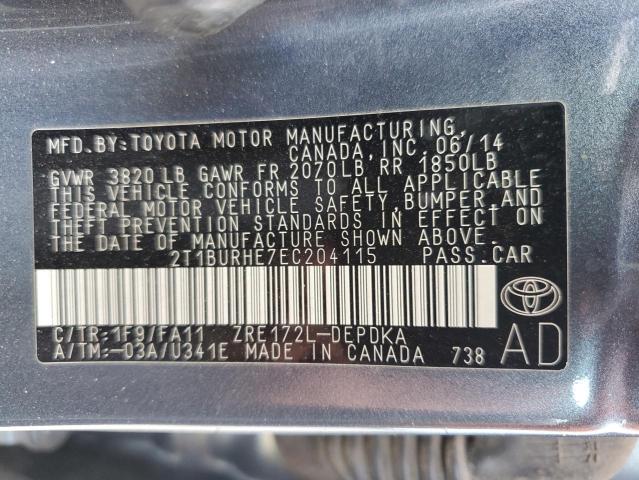 MFD.BY:TOYOTA MOTOR MANUFACTURING,
CANADA,INC.06/14
GVWR 3820LB GAWR FR 2070LB,RR 1850LB
THIS VEHICLE CONFORMS TO ALL APPLICABLE
FEDERAL MOTOR VEHICLE SAFETY,BUMPER,AND
THEFT PREVENTION STANDARDS IN EFFECT ON
THE DATE OF MANUFACTURE SHOWN ABOVE.
2T1BURHE7EC204115 PASS.CAR
C/TR:1F9/FA11 ZRE172L-DEPDKA
A/TM:-03A/U341E MADE IN CANADA 738
AD